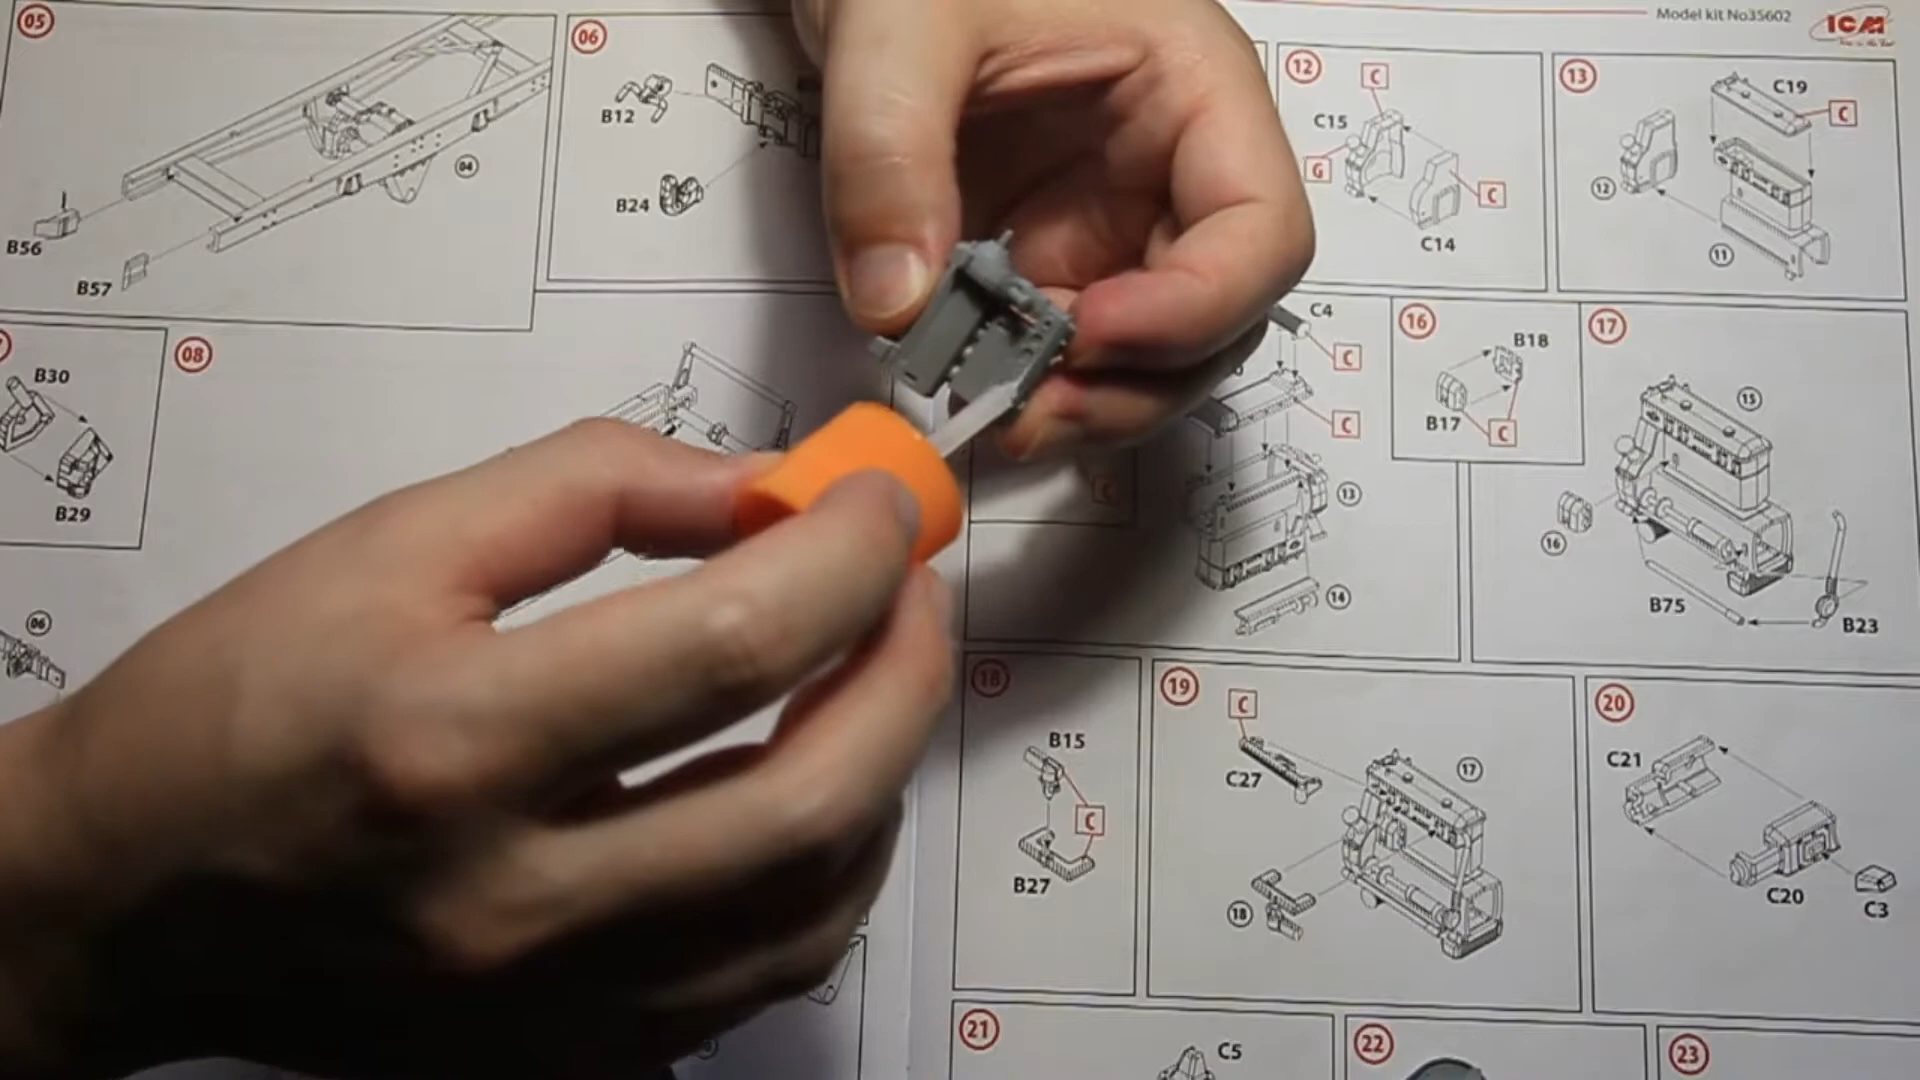 Model kit No35602
ICM
05
04
B56
B57
06
B12
B24
12
C
C15
G
C
C14
13
C19
C
12
11
B30
B29
08
06
C4
C
C
13
14
C
16
B18
B17
C
17
15
16
B75
B23
18
B15
C
B27
19
C
C27
17
18
20
C21
C20
C3
21
C5
22
23